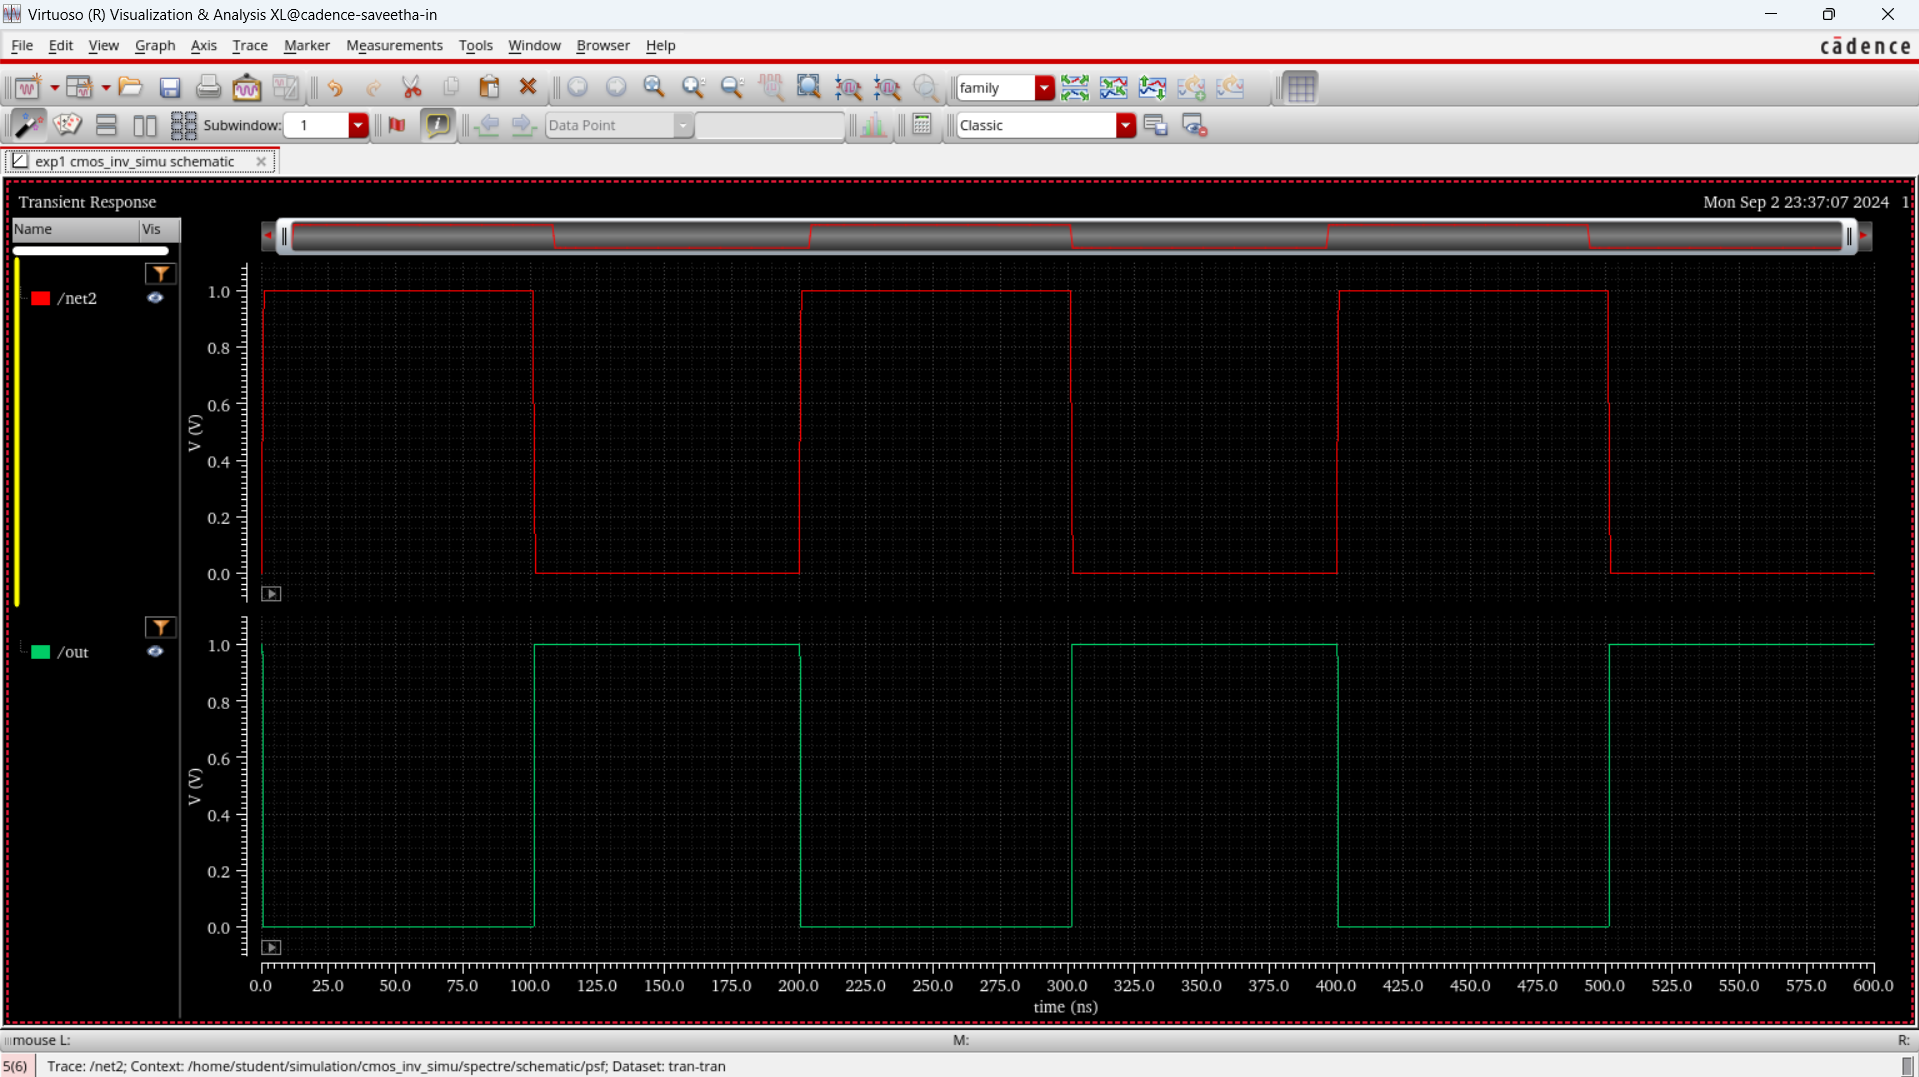 Virtuoso (R) Visualization & Analysis XL@cadence-saveetha-in
File Edit View Graph Axis Trace Marker Measurements Tools Window Browser Help
cādence
family
Subwindow: 1
Data Point
Classic
exp1 cmos_inv_simu schematic
Transient Response
Mon Sep 2 23:37:07 2024 1
Name Vis
/net2
1.0
0.8
0.6
0.4
0.2
0.0
V (V)
/out
1.0
0.8
0.6
0.4
0.2
0.0
V (V)
0.0 25.0 50.0 75.0 100.0 125.0 150.0 175.0 200.0 225.0 250.0 275.0 300.0 325.0 350.0 375.0 400.0 425.0 450.0 475.0 500.0 525.0 550.0 575.0 600.0
time (ns)
mouse L: M: R:
5(6) Trace: /net2; Context: /home/student/simulation/cmos_inv_simu/spectre/schematic/psf; Dataset: tran-tran